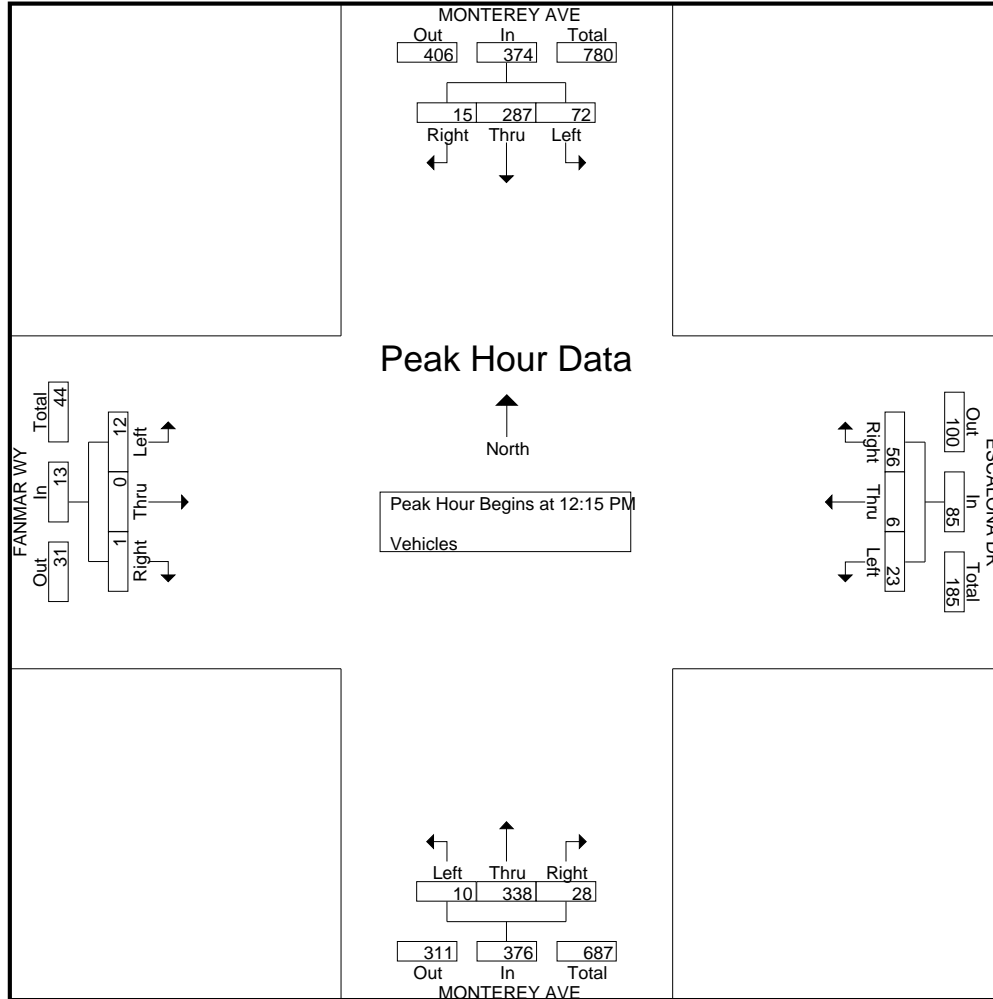 MONTEREY AVE
Out In Total
406 374 780
15 287 72
Right Thru Left
Peak Hour Data
North
Peak Hour Begins at 12:15 PM
Vehicles
FANMAR WY
Out In Total
31 13 44
Right Thru Left
1 0 12
ESCALONA DR
Out In Total
100 85 185
Right Thru Left
56 6 23
Left Thru Right
10 338 28
311 376 687
Out In Total
MONTEREY AVE